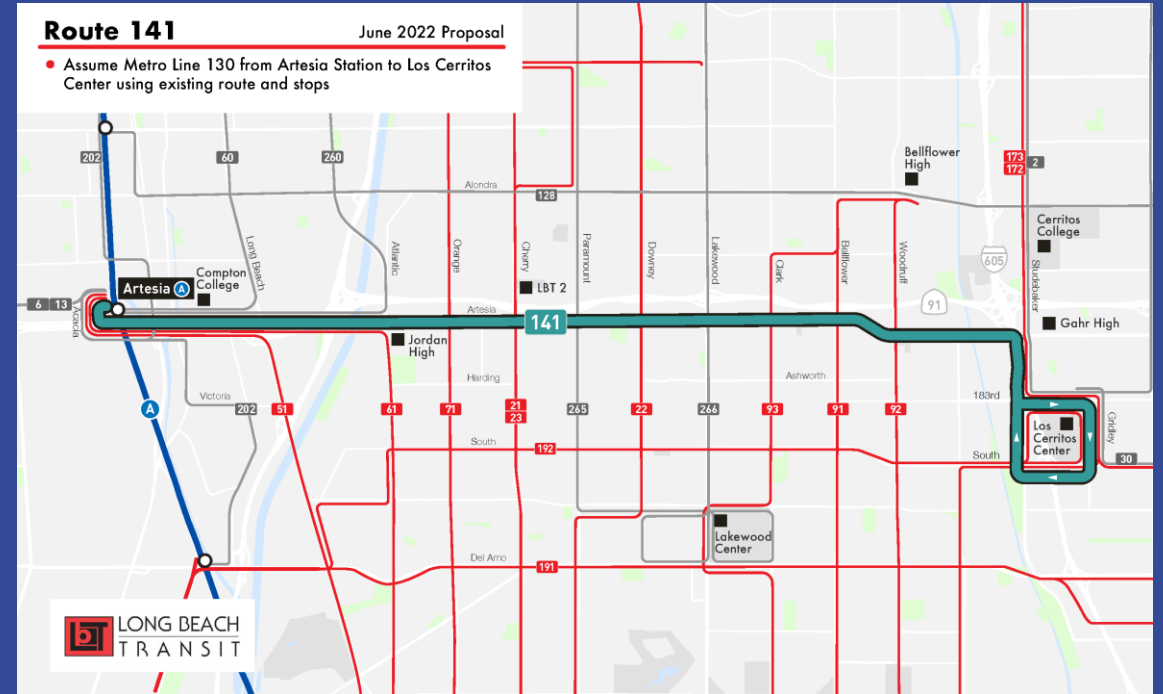 Route 141
June 2022 Proposal
Assume Metro Line 130 from Artesia Station to Los Cerritos
Center using existing route and stops
202
60
260
Alondra
128
Bellflower
High
173
172
2
Cerritos
College
Long Beach
Atlantic
Orange
Cherry
Paramount
Downey
Lakewood
Clark
Bellflower
Woodruff
Studebaker
605
Compton
College
Artesia A
LBT 2
6
13
Acacia
Artesia
141
91
Gahr High
Jordan
High
Harding
Ashworth
183rd
Victoria
A
202
51
61
71
21
23
265
22
266
93
91
92
Los
Cerritos
Center
Gridley
South
192
South
30
Lakewood
Center
Del Amo
191
LONG BEACH
TRANSIT